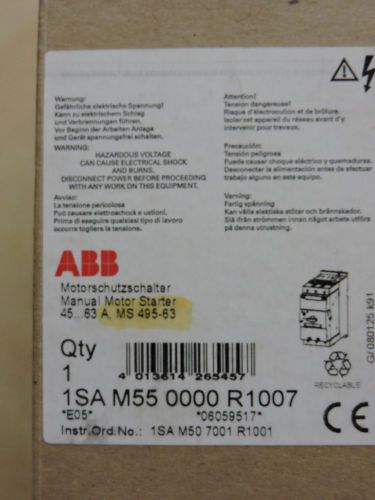 Warnung:
Gefährliche elektrische Spannung!
Kann zu elektrischem Schlag
und Verbrennungen führen.
Vor Beginn der Arbeiten Anlage
und Gerät spannungsfrei schalten.
WARNING:
HAZARDOUS VOLTAGE
CAN CAUSE ELECTRICAL SHOCK
AND BURNS.
DISCONNECT POWER BEFORE PROCEEDING
WITH ANY WORK ON THIS EQUIPMENT.
Avviso:
La tensione pericolosa
Può causare elettroshock e ustioni.
Prima di eseguire qualsiasi tipo di lavoro
occorre togliere la tensione.
Tension dangereuse!
Risque d'électrocution et de brûlure.
Isoler cet appareil du réseau avant d'y
intervenir pour travaux.
Precaución:
Tensión peligrosa
Puede causar choque eléctrico y quemaduras.
Desconectar la alimentación antes de efectuar
trabajo alguno en este equipo.
Varning:
Farlig spänning
Kan vålla elektiska stötar och brännskador.
Slå ifrån strömmen innan något arbete utförs
på denna utrustning.
ABB
Motorschutzschalter
Manual Motor Starter
45...63 A, MS 495-63
G/ 080125 k91
Qty
1
4 013614 265457
RECYCLABLE
1SA M55 0000 R1007
*E05* *06059517*
Instr.Ord.No.: 1SA M50 7001 R1001
CE